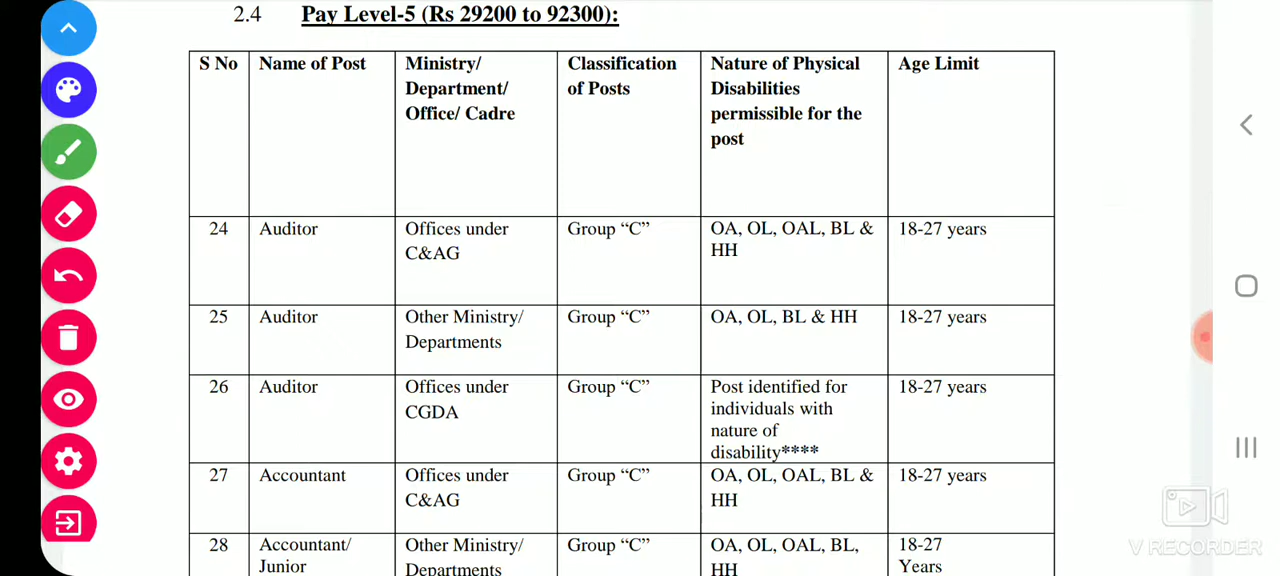 2.4 Pay Level-5 (Rs 29200 to 92300):
S No Name of Post Ministry/ Classification Nature of Physical Age Limit
Department/ of Posts Disabilities
Office/ Cadre permissible for the
post
24 Auditor Offices under Group “C” OA, OL, OAL, BL & 18-27 years
C&AG HH
25 Auditor Other Ministry/ Group “C” OA, OL, BL & HH 18-27 years
Departments
26 Auditor Offices under Group “C” Post identified for 18-27 years
CGDA individuals with
nature of
disability****
27 Accountant Offices under Group “C” OA, OL, OAL, BL & 18-27 years
C&AG HH
28 Accountant/ Other Ministry/ Group “C” OA, OL, OAL, BL, 18-27
Junior Departments HH Years
V RECORDER